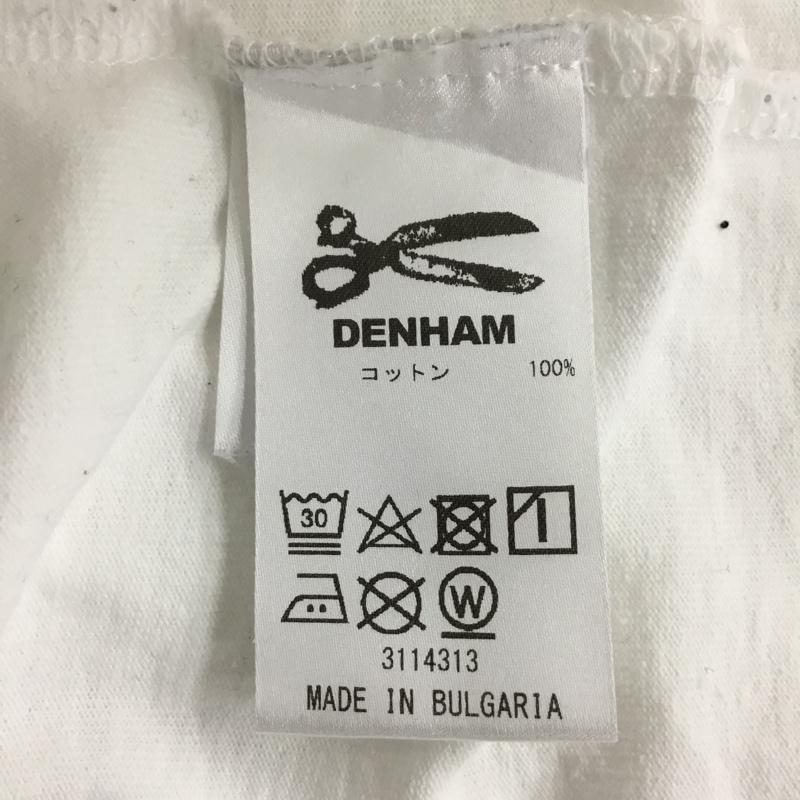 DENHAM
コットン 100%
30
W
3114313
MADE IN BULGARIA